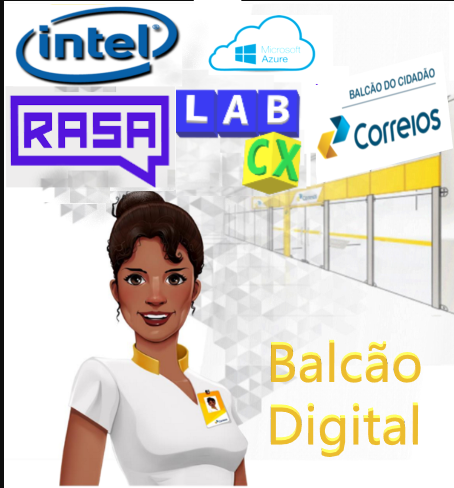 intel
Microsoft
Azure
BALCÃO DO CIDADÃO
Correios
RASA
LAB
CX
Balcão
Digital